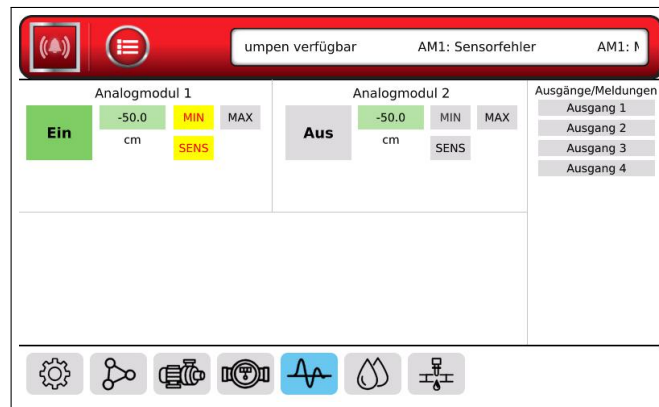 umpen verfügbar AM1: Sensorfehler AM1:
Analogmodul 1
Ein
-50.0
MIN
MAX
cm
SENS
Analogmodul 2
Aus
-50.0
MIN
MAX
cm
SENS
Ausgänge/Meldungen
Ausgang 1
Ausgang 2
Ausgang 3
Ausgang 4